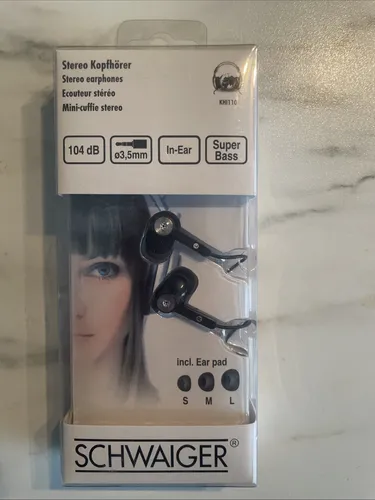 Stereo Kopfhörer
Stereo earphones
Ecouteur stéréo
Mini-cuffie stereo
104 dB
ø3,5mm
In-Ear
Super
Bass
incl. Ear pad
S M L
SCHWAIGER®